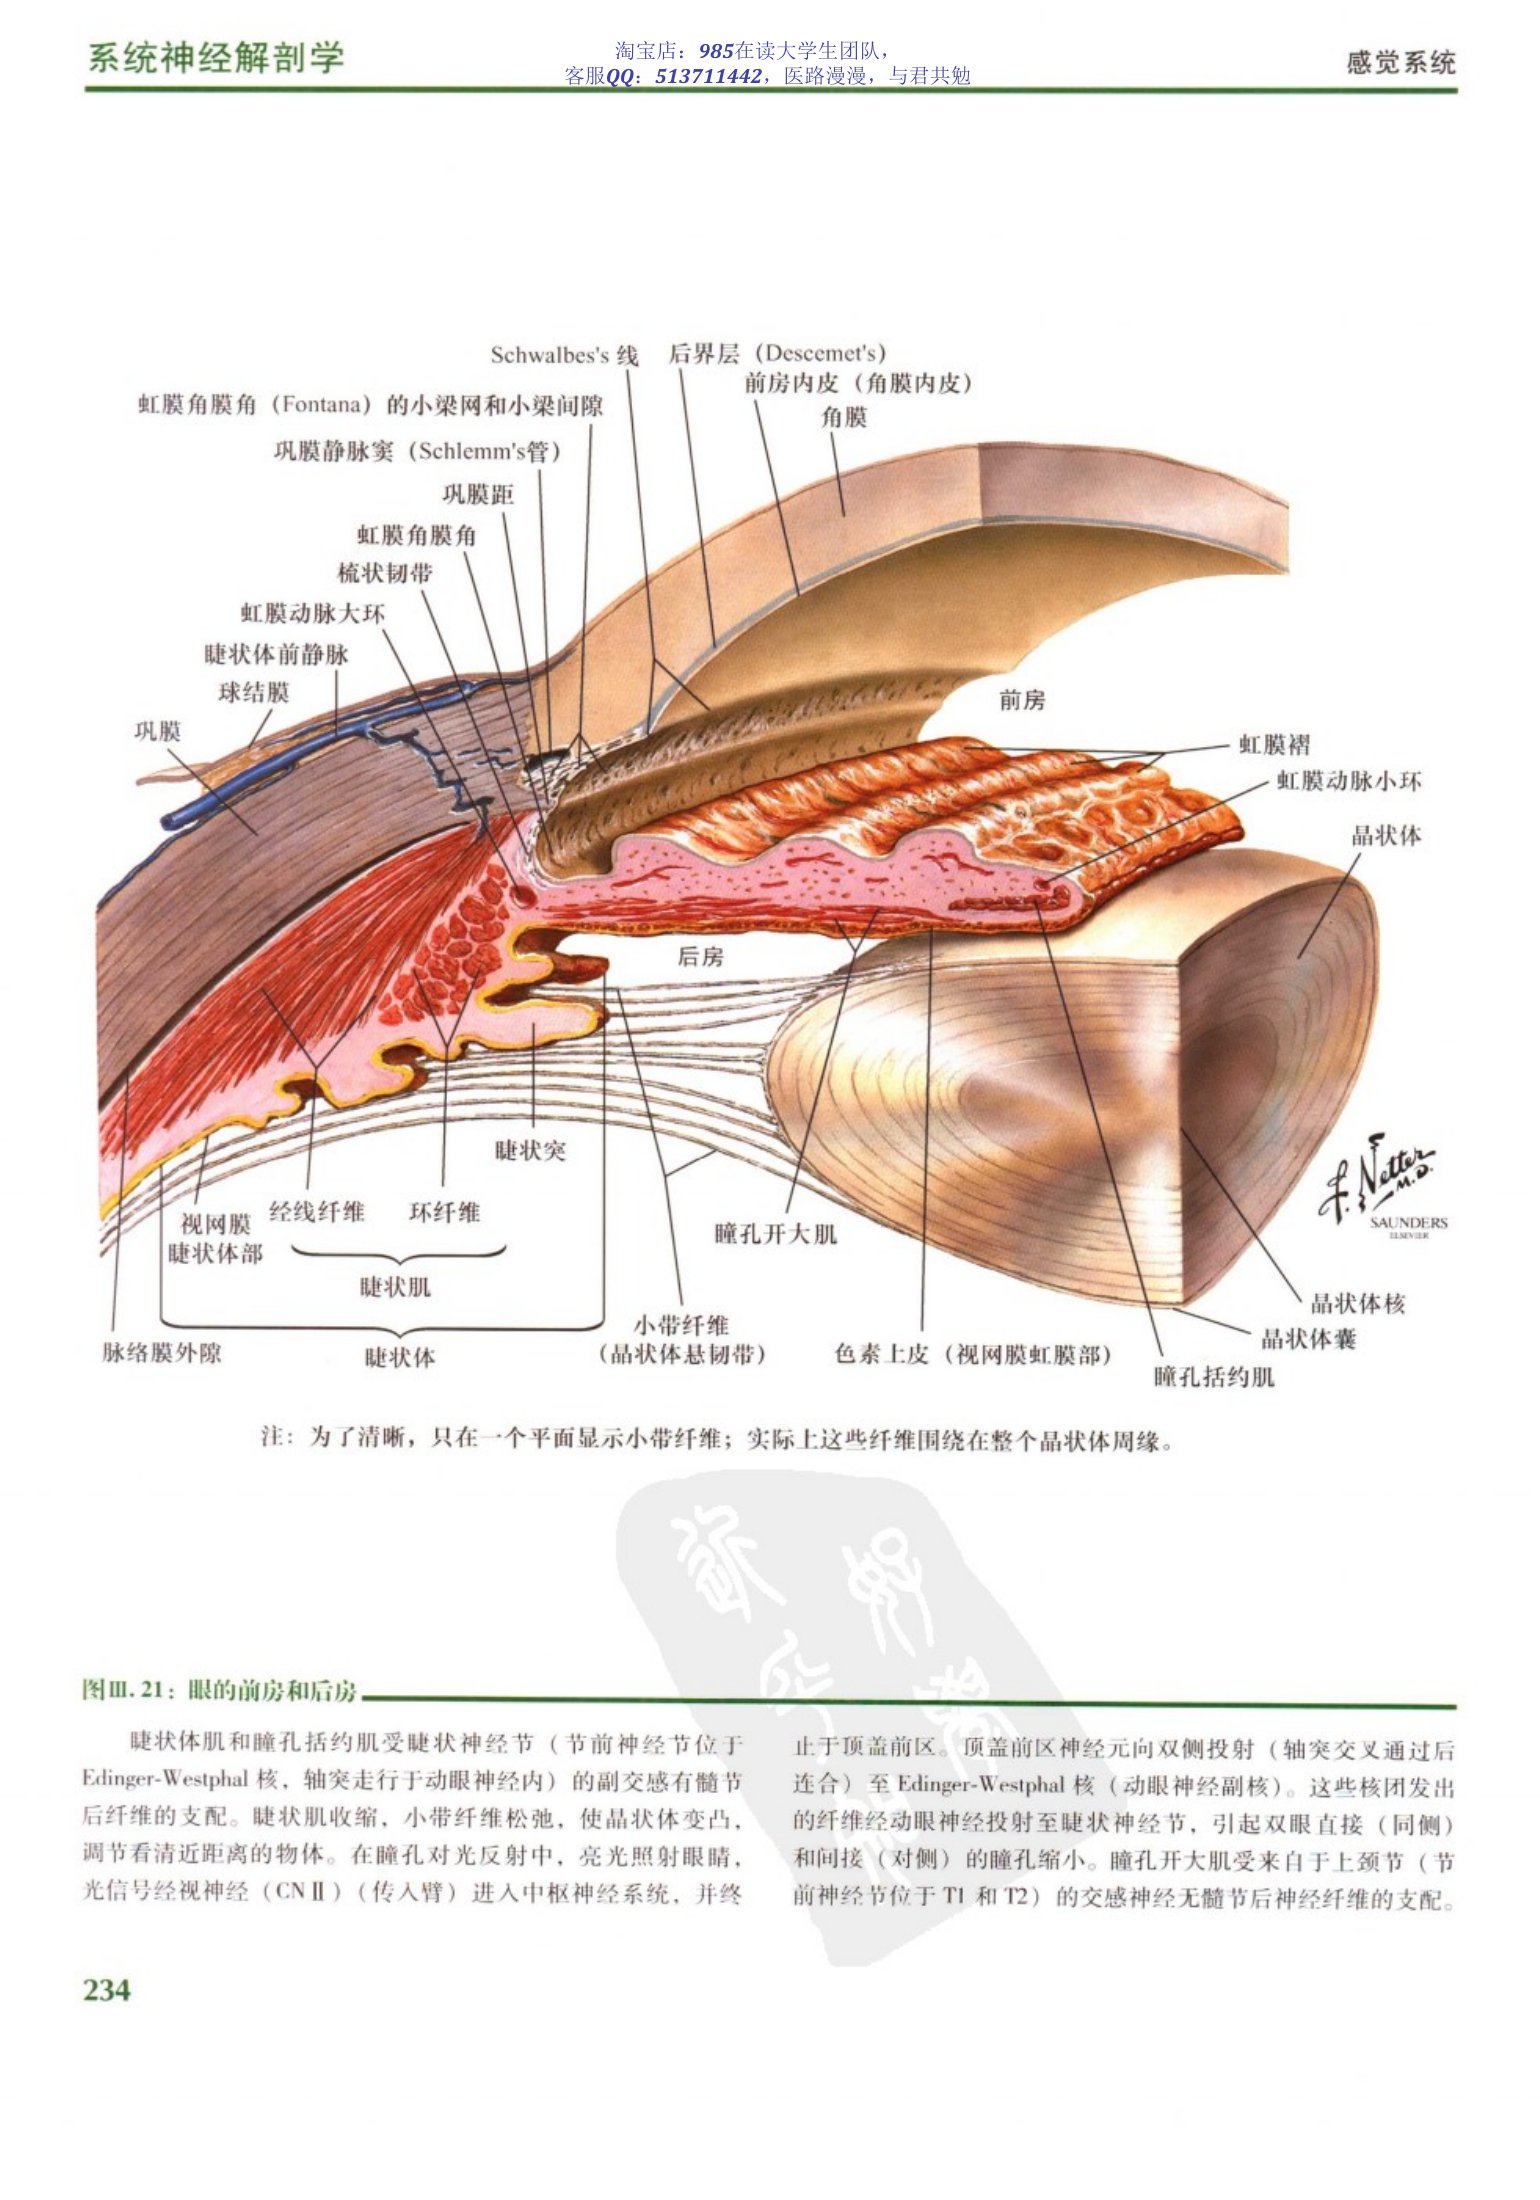 系统神经解剖学
淘宝店：985在读大学生团队，
客服QQ：513711442，医路漫漫，与君共勉
感觉系统
Schwalbes's 线
后界层（Descemet's）
前房内皮（角膜内皮）
虹膜角膜角（Fontana）的小梁网和小梁间隙
角膜
巩膜静脉窦（Schlemm's管）
巩膜距
虹膜角膜角
梳状韧带
虹膜动脉大环
睫状体前静脉
球结膜
巩膜
前房
虹膜褶
虹膜动脉小环
晶状体
后房
睫状突
视网膜
睫状体部
经线纤维
环纤维
瞳孔开大肌
睫状肌
F. Netter
M.D.
SAUNDERS
ELSEVIER
脉络膜外隙
睫状体
小带纤维
（晶状体悬韧带）
色素上皮（视网膜虹膜部）
晶状体核
晶状体囊
瞳孔括约肌
注：为了清晰，只在一个平面显示小带纤维；实际上这些纤维围绕在整个晶状体周缘。
图Ⅲ.21：眼的前房和后房
睫状体肌和瞳孔括约肌受睫状神经节（节前神经节位于
Edinger-Westphal 核，轴突走行于动眼神经内）的副交感有髓节
后纤维的支配。睫状肌收缩，小带纤维松弛，使晶状体变凸，
调节看清近距离的物体。在瞳孔对光反射中，亮光照射眼睛，
光信号经视神经（CNⅡ）（传入臂）进入中枢神经系统，并终
止于顶盖前区。顶盖前区神经元向双侧投射（轴突交叉通过后
连合）至 Edinger-Westphal 核（动眼神经副核）。这些核团发出
的纤维经动眼神经投射至睫状神经节，引起双眼直接（同侧）
和间接（对侧）的瞳孔缩小。瞳孔开大肌受来自于上颈节（节
前神经节位于 T1 和 T2）的交感神经无髓节后神经纤维的支配。
234